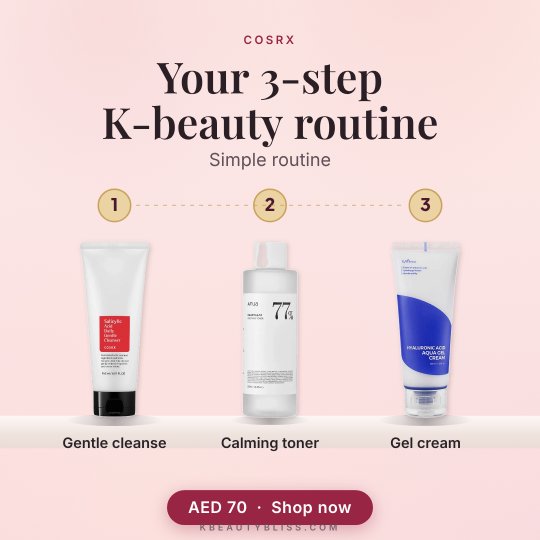 COSRX
Your 3-step
K-beauty routine
Simple routine
1 2 3
Salicylic
Acid
Daily
Gentle
Cleanser
COSRX
77
%
HYALURONIC ACID
AQUA GEL
CREAM
Gentle cleanse
Calming toner
Gel cream
AED 70 · Shop now
KBEAUTYBLISS.COM